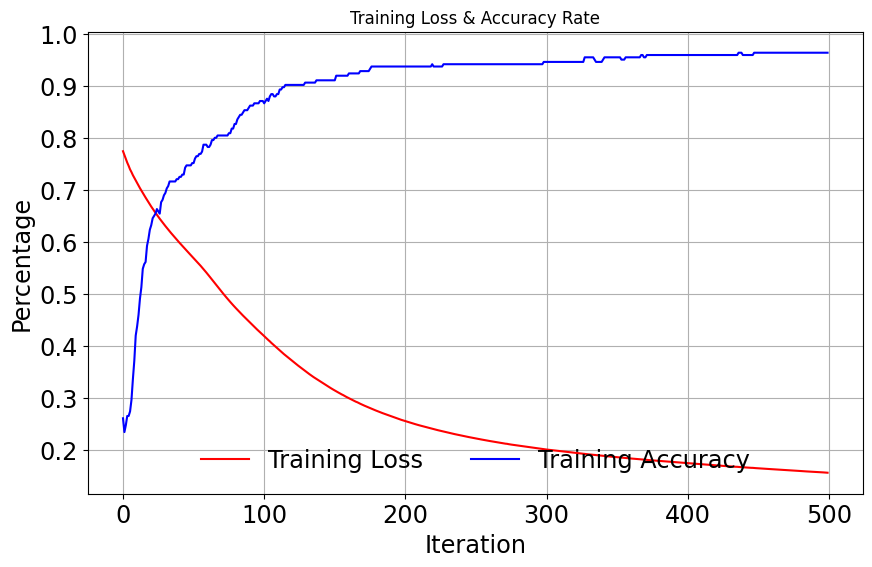 Training Loss & Accuracy Rate
1.0
0.9
0.8
0.7
0.6
0.5
0.4
0.3
0.2
Percentage
Training Loss Training Accuracy
0 100 200 300 400 500
Iteration